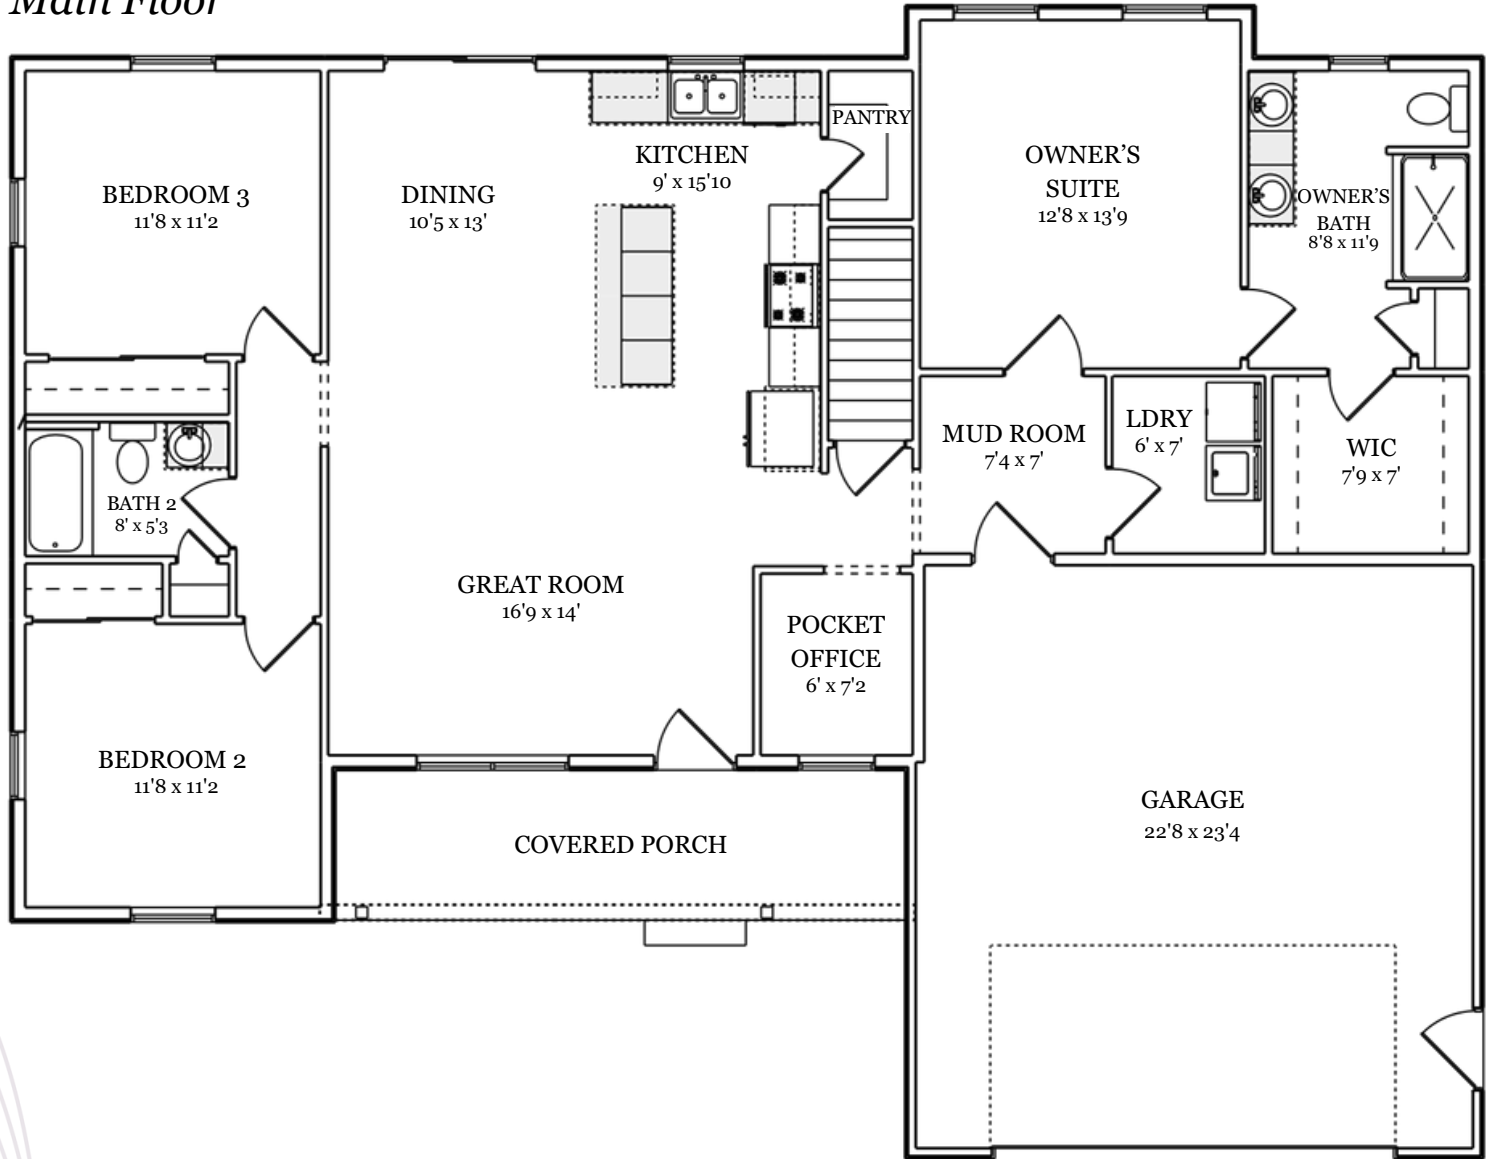 Main Floor
BEDROOM 3
11'8 x 11'2
DINING
10'5 x 13'
KITCHEN
9' x 15'10
PANTRY
OWNER'S
SUITE
12'8 x 13'9
OWNER'S
BATH
8'8 x 11'9
BATH 2
8' x 5'3
MUD ROOM
7'4 x 7'
LDRY
6' x 7'
WIC
7'9 x 7'
GREAT ROOM
16'9 x 14'
POCKET
OFFICE
6' x 7'2
BEDROOM 2
11'8 x 11'2
COVERED PORCH
GARAGE
22'8 x 23'4